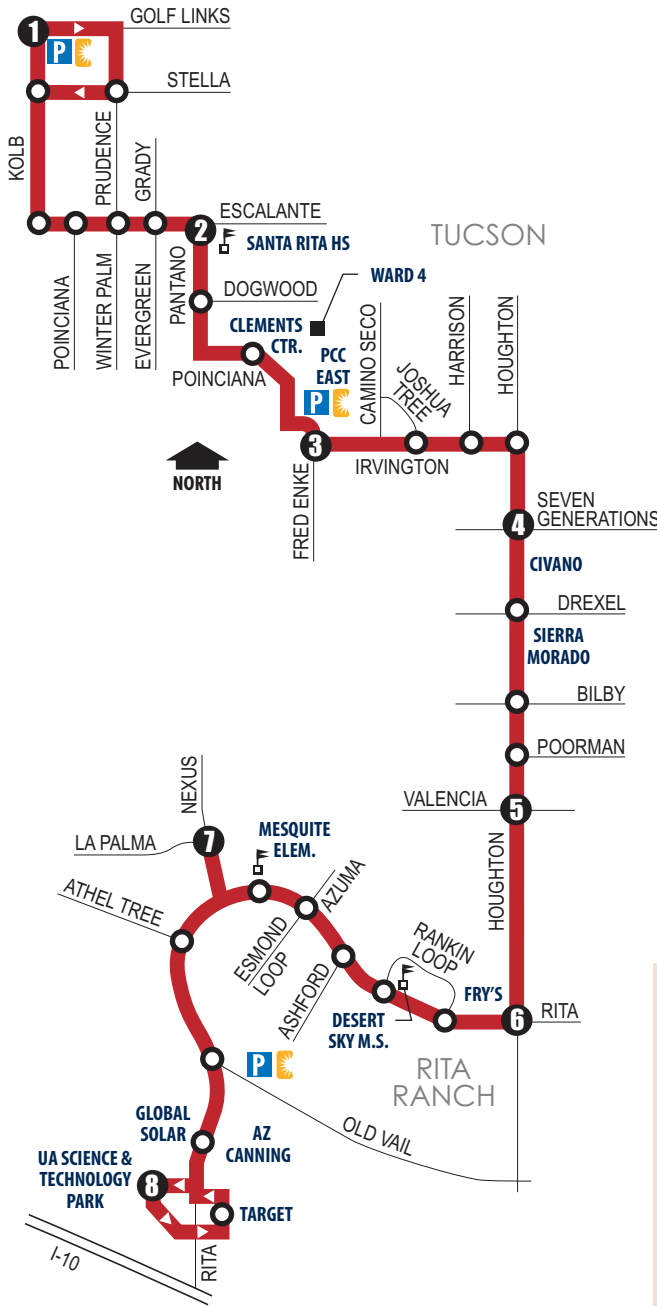 1
GOLF LINKS
P
STELLA
KOLB
PRUDENCE
GRADY
ESCALANTE
2
SANTA RITA HS
TUCSON
POINCIANA
WINTER PALM
EVERGREEN
PANTANO
DOGWOOD
WARD 4
CLEMENTS
CTR.
POINCIANA
PCC
EAST
P
CAMINO SECO
JOSHUA
TREE
HARRISON
HOUGHTON
3
IRVINGTON
NORTH
FRED ENKE
4
SEVEN
GENERATIONS
CIVANO
DREXEL
SIERRA
MORADO
BILBY
POORMAN
VALENCIA
5
NEXUS
LA PALMA
7
MESQUITE
ELEM.
HOUGHTON
ATHEL TREE
ESMOND
LOOP
AZUMA
ASHFORD
RANKIN
LOOP
FRY'S
DESERT
SKY M.S.
6
RITA
RITA
RANCH
P
OLD VAIL
GLOBAL
SOLAR
AZ
CANNING
UA SCIENCE &
TECHNOLOGY
PARK
8
TARGET
RITA
I-10